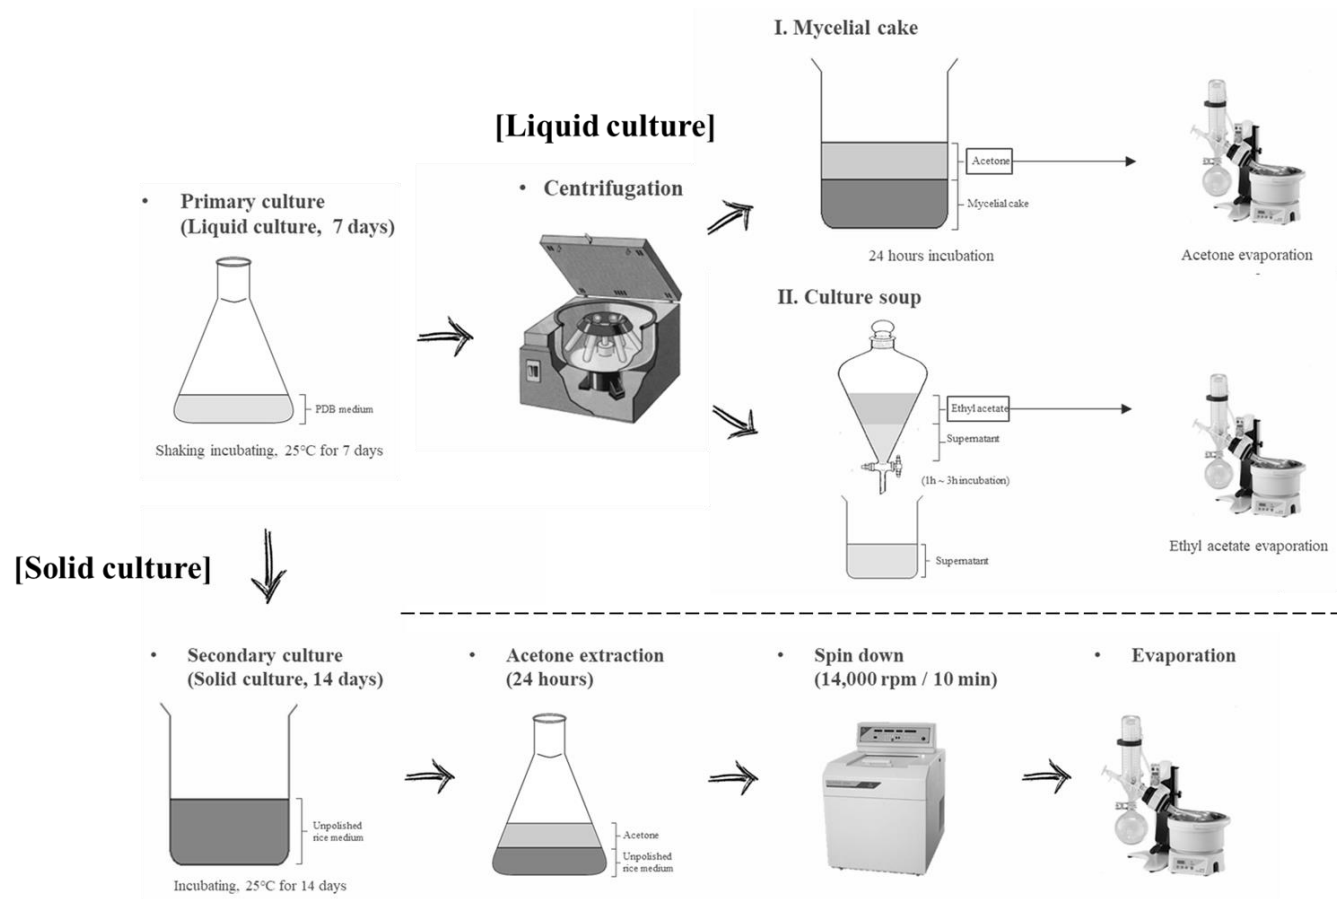 I. Mycelial cake
[Liquid culture]
Acetone
Mycelial cake
24 hours incubation
Acetone evaporation
• Primary culture
(Liquid culture, 7 days)
PDB medium
Shaking incubating, 25℃ for 7 days
• Centrifugation
II. Culture soup
Ethyl acetate
Supernatant
(1h ~ 3h incubation)
Supernatant
Ethyl acetate evaporation
[Solid culture]
• Secondary culture
(Solid culture, 14 days)
Unpolished
rice medium
Incubating, 25℃ for 14 days
• Acetone extraction
(24 hours)
Acetone
Unpolished
rice medium
• Spin down
(14,000 rpm / 10 min)
• Evaporation